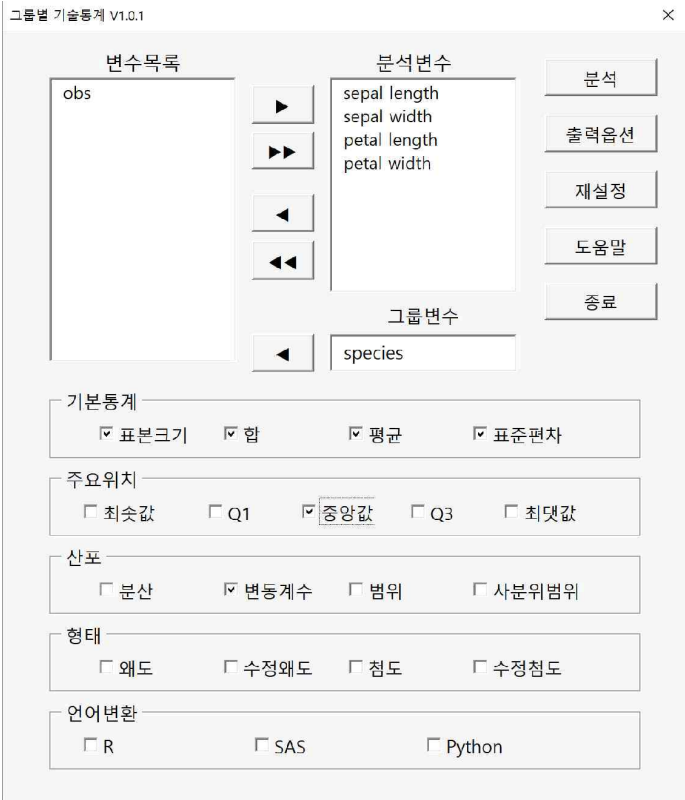 그룹별 기술통계 V1.0.1
변수목록
분석변수
obs
sepal length
sepal width
petal length
petal width
분석
출력옵션
재설정
도움말
종료
그룹변수
species
기본통계
표본크기 합 평균 표준편차
주요위치
최솟값 Q1 중앙값 Q3 최댓값
산포
분산 변동계수 범위 사분위범위
형태
왜도 수정왜도 첨도 수정첨도
언어변환
R SAS Python